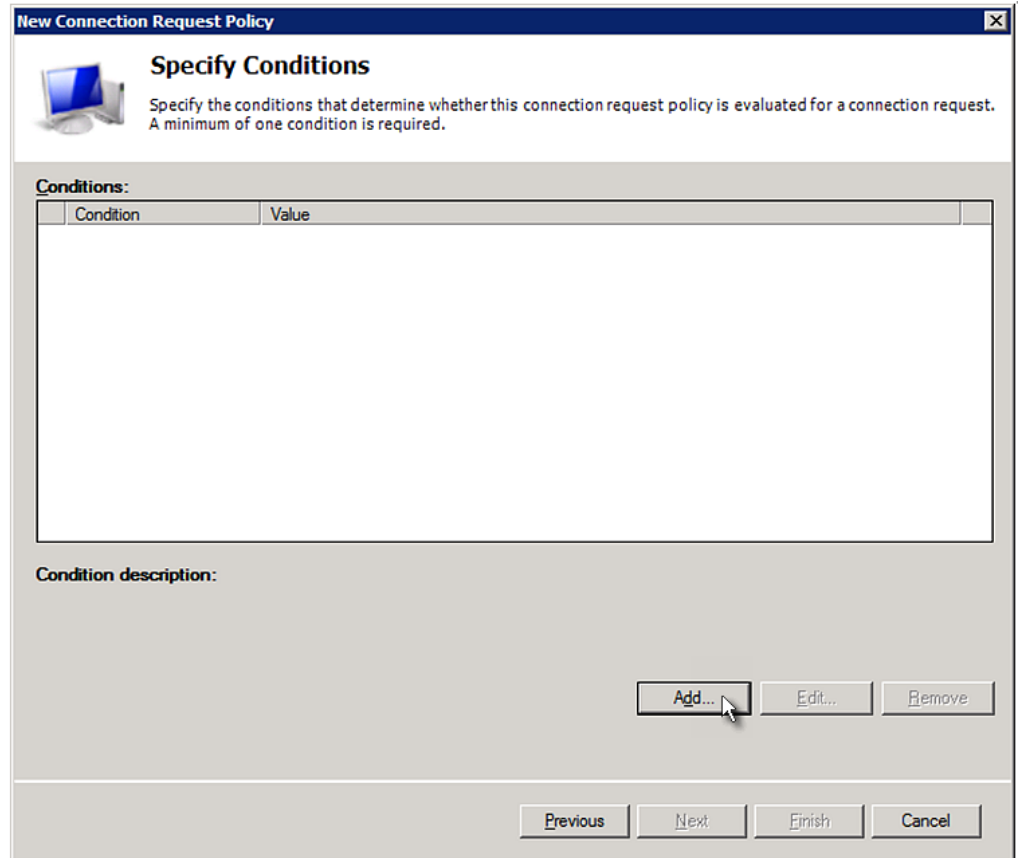 New Connection Request Policy
Specify Conditions
Specify the conditions that determine whether this connection request policy is evaluated for a connection request.
A minimum of one condition is required.
Conditions:
Condition Value
Condition description:
Add... Edit... Remove
Previous Next Finish Cancel